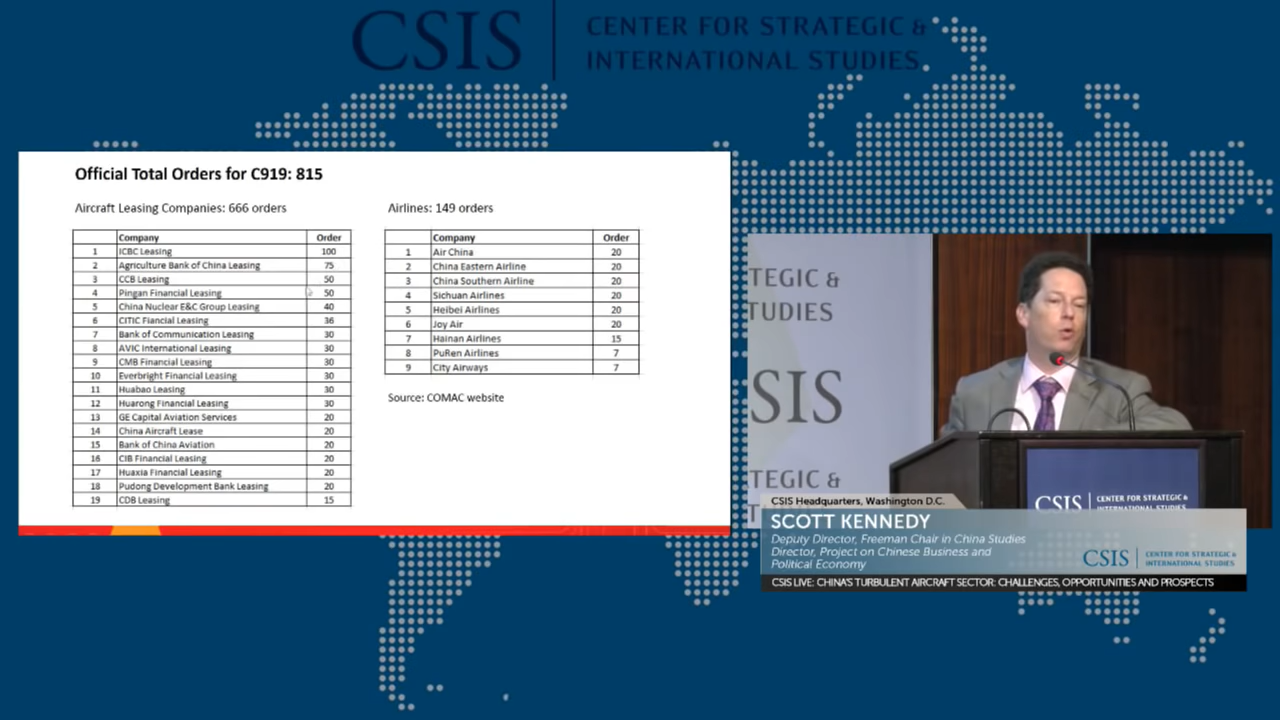 CSIS
CENTER FOR STRATEGIC &
INTERNATIONAL STUDIES
Official Total Orders for C919: 815
Aircraft Leasing Companies: 666 orders
Company Order
1 ICBC Leasing 100
2 Agriculture Bank of China Leasing 75
3 CCB Leasing 50
4 Pingan Financial Leasing 50
5 China Nuclear E&C Group Leasing 40
6 CITIC Fiancial Leasing 36
7 Bank of Communication Leasing 30
8 AVIC International Leasing 30
9 CMB Financial Leasing 30
10 Everbright Financial Leasing 30
11 Huabao Leasing 30
12 Huarong Financial Leasing 30
13 GE Capital Aviation Services 20
14 China Aircraft Lease 20
15 Bank of China Aviation 20
16 CIB Financial Leasing 20
17 Huaxia Financial Leasing 20
18 Pudong Development Bank Leasing 20
19 CDB Leasing 15
Airlines: 149 orders
Company Order
1 Air China 20
2 China Eastern Airline 20
3 China Southern Airline 20
4 Sichuan Airlines 20
5 Heibei Airlines 20
6 Joy Air 20
7 Hainan Airlines 15
8 PuRen Airlines 7
9 City Airways 7
Source: COMAC website
TEGIC &
TUDIES
SIS
TEGIC &
CSIS
CENTER FOR STRATEGIC &
INTERNATIONAL STUDIES
CSIS Headquarters, Washington D.C.
SCOTT KENNEDY
Deputy Director, Freeman Chair in China Studies
Director, Project on Chinese Business and
Political Economy
CSIS
CENTER FOR STRATEGIC &
INTERNATIONAL STUDIES
CSIS LIVE: CHINA'S TURBULENT AIRCRAFT SECTOR: CHALLENGES, OPPORTUNITIES AND PROSPECTS